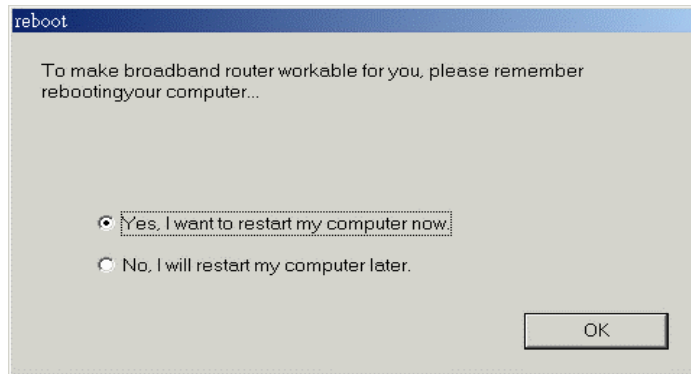 reboot
To make broadband router workable for you, please remember
rebootingyour computer...
Yes, I want to restart my computer now.
No, I will restart my computer later.
OK